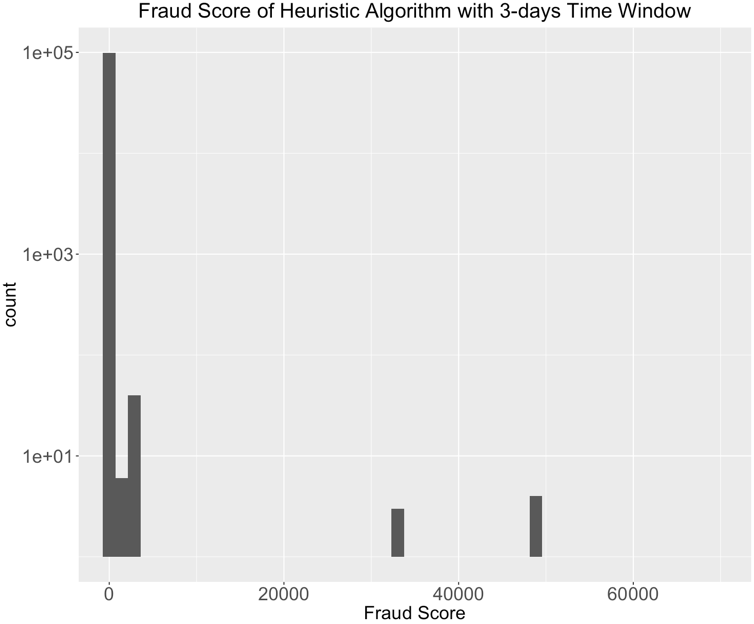 Fraud Score of Heuristic Algorithm with 3-days Time Window
1e+05
1e+03
1e+01
count
0 20000 40000 60000
Fraud Score